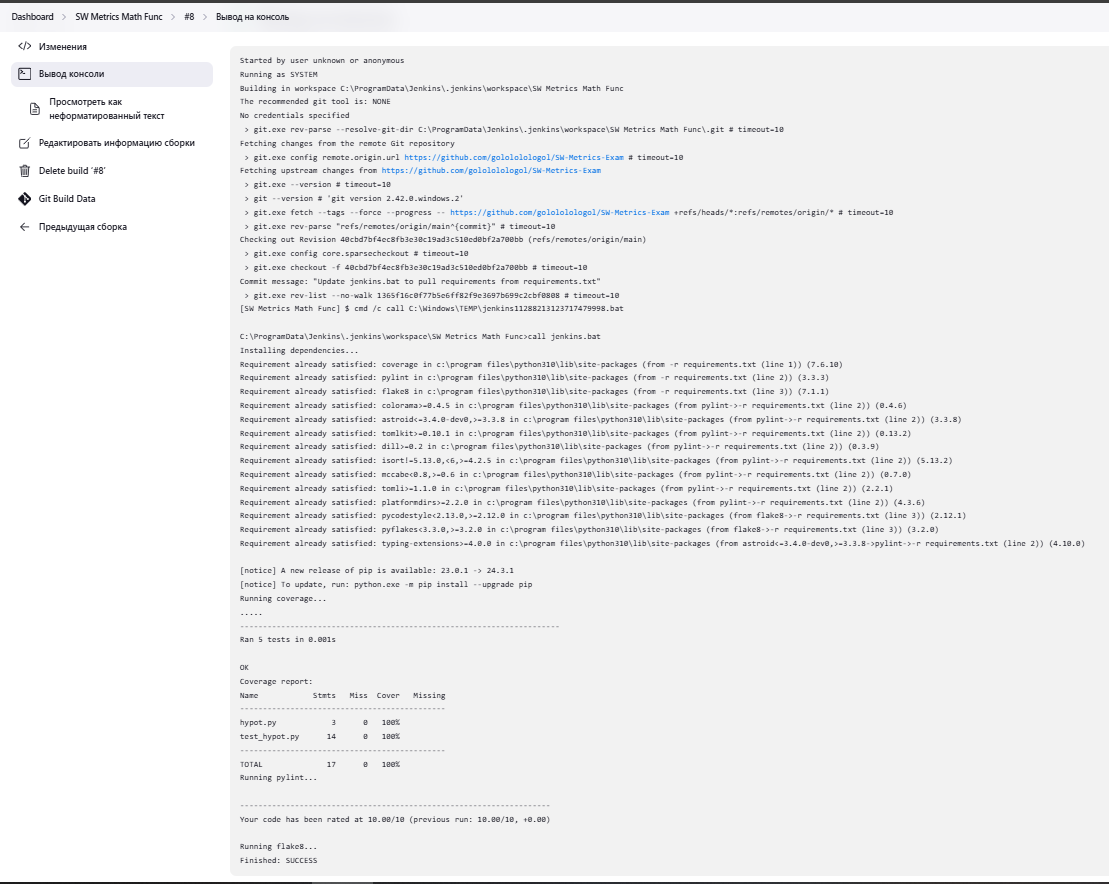 Dashboard > SW Metrics Math Func > #8 > Вывод на консоль
Изменения
Вывод консоли
Просмотреть как
неформатированный текст
Редактировать информацию сборки
Delete build ‘#8’
Git Build Data
Предыдущая сборка
Started by user unknown or anonymous
Running as SYSTEM
Building in workspace C:\ProgramData\Jenkins\.jenkins\workspace\SW Metrics Math Func
The recommended git tool is: NONE
No credentials specified
 > git.exe rev-parse --resolve-git-dir C:\ProgramData\Jenkins\.jenkins\workspace\SW Metrics Math Func\.git # timeout=10
Fetching changes from the remote Git repository
 > git.exe config remote.origin.url https://github.com/golololologol/SW-Metrics-Exam # timeout=10
Fetching upstream changes from https://github.com/golololologol/SW-Metrics-Exam
 > git.exe --version # timeout=10
 > git --version # 'git version 2.42.0.windows.2'
 > git.exe fetch --tags --force --progress -- https://github.com/golololologol/SW-Metrics-Exam +refs/heads/*:refs/remotes/origin/* # timeout=10
 > git.exe rev-parse "refs/remotes/origin/main^{commit}" # timeout=10
Checking out Revision 40cbd7bf4ec8fb3e30c19ad3c510ed0bf2a700bb (refs/remotes/origin/main)
 > git.exe config core.sparsecheckout # timeout=10
 > git.exe checkout -f 40cbd7bf4ec8fb3e30c19ad3c510ed0bf2a700bb # timeout=10
Commit message: "Update jenkins.bat to pull requirements from requirements.txt"
 > git.exe rev-list --no-walk 1365f16c0f77b5e6ff82f9e3697b699c2cbf0808 # timeout=10
[SW Metrics Math Func] $ cmd /c call C:\Windows\TEMP\jenkins11288213123717479998.bat
C:\ProgramData\Jenkins\.jenkins\workspace\SW Metrics Math Func>call jenkins.bat
Installing dependencies...
Requirement already satisfied: coverage in c:\program files\python310\lib\site-packages (from -r requirements.txt (line 1)) (7.6.10)
Requirement already satisfied: pylint in c:\program files\python310\lib\site-packages (from -r requirements.txt (line 2)) (3.3.3)
Requirement already satisfied: flake8 in c:\program files\python310\lib\site-packages (from -r requirements.txt (line 3)) (7.1.1)
Requirement already satisfied: colorama>=0.4.5 in c:\program files\python310\lib\site-packages (from pylint->-r requirements.txt (line 2)) (0.4.6)
Requirement already satisfied: astroid<=3.4.0-dev0,>=3.3.8 in c:\program files\python310\lib\site-packages (from pylint->-r requirements.txt (line 2)) (3.3.8)
Requirement already satisfied: tomlkit>=0.10.1 in c:\program files\python310\lib\site-packages (from pylint->-r requirements.txt (line 2)) (0.13.2)
Requirement already satisfied: dill>=0.2 in c:\program files\python310\lib\site-packages (from pylint->-r requirements.txt (line 2)) (0.3.9)
Requirement already satisfied: isort!=5.13.0,<6,>=4.2.5 in c:\program files\python310\lib\site-packages (from pylint->-r requirements.txt (line 2)) (5.13.2)
Requirement already satisfied: mccabe<0.8,>=0.6 in c:\program files\python310\lib\site-packages (from pylint->-r requirements.txt (line 2)) (0.7.0)
Requirement already satisfied: tomli>=1.1.0 in c:\program files\python310\lib\site-packages (from pylint->-r requirements.txt (line 2)) (2.2.1)
Requirement already satisfied: platformdirs>=2.2.0 in c:\program files\python310\lib\site-packages (from pylint->-r requirements.txt (line 2)) (4.3.6)
Requirement already satisfied: pycodestyle<2.13.0,>=2.12.0 in c:\program files\python310\lib\site-packages (from flake8->-r requirements.txt (line 3)) (2.12.1)
Requirement already satisfied: pyflakes<3.3.0,>=3.2.0 in c:\program files\python310\lib\site-packages (from flake8->-r requirements.txt (line 3)) (3.2.0)
Requirement already satisfied: typing-extensions>=4.0.0 in c:\program files\python310\lib\site-packages (from astroid<=3.4.0-dev0,>=3.3.8->pylint->-r requirements.txt (line 2)) (4.10.0)
[notice] A new release of pip is available: 23.0.1 -> 24.3.1
[notice] To update, run: python.exe -m pip install --upgrade pip
Running coverage...
.....
----------------------------------------------------------------------
Ran 5 tests in 0.001s
OK
Coverage report:
Name            Stmts   Miss  Cover   Missing
---------------------------------------------
hypot.py            3      0   100%
test_hypot.py      14      0   100%
---------------------------------------------
TOTAL              17      0   100%
Running pylint...
--------------------------------------------------------------------
Your code has been rated at 10.00/10 (previous run: 10.00/10, +0.00)
Running flake8...
Finished: SUCCESS